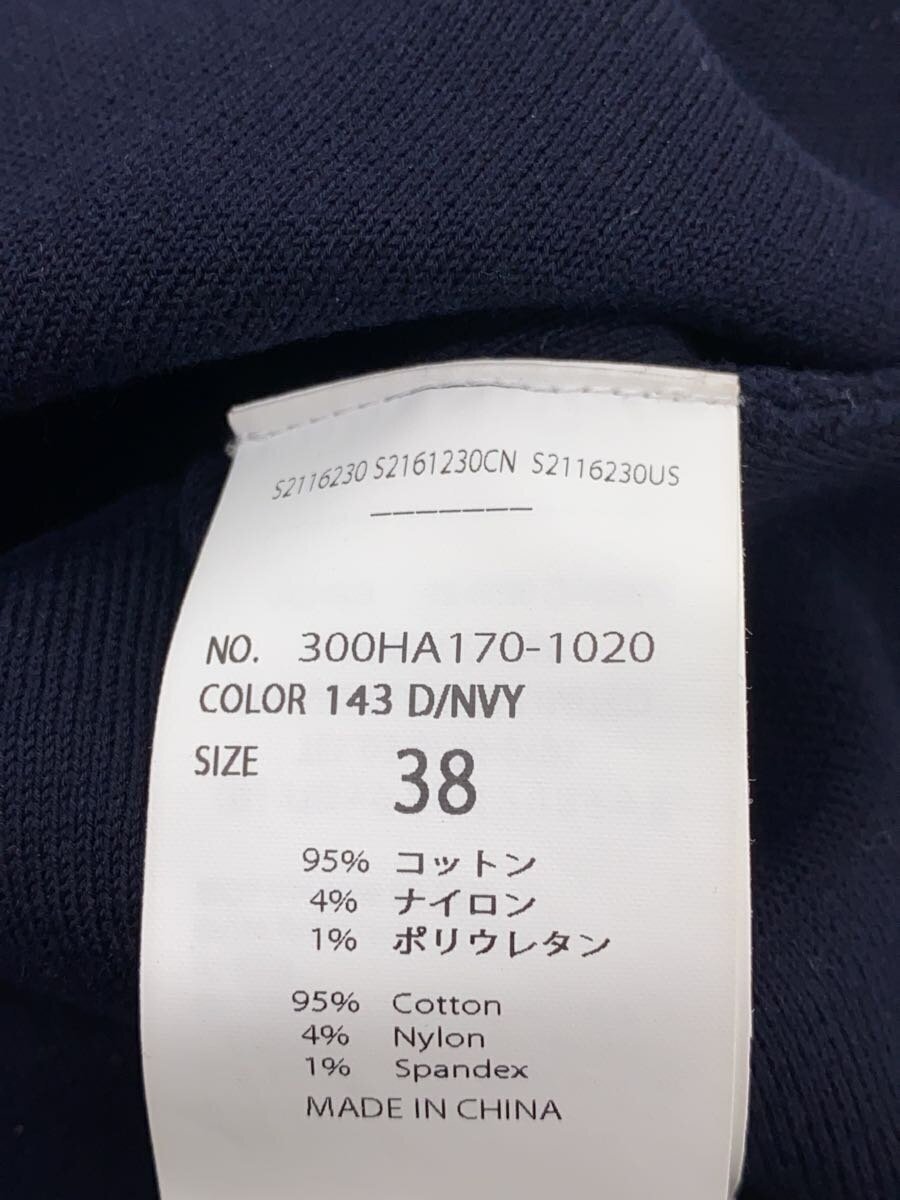 S2116230 S2161230CN S2116230US
_______
NO. 300HA170-1020
COLOR 143 D/NVY
SIZE 38
95% コットン
4% ナイロン
1% ポリウレタン
95% Cotton
4% Nylon
1% Spandex
MADE IN CHINA